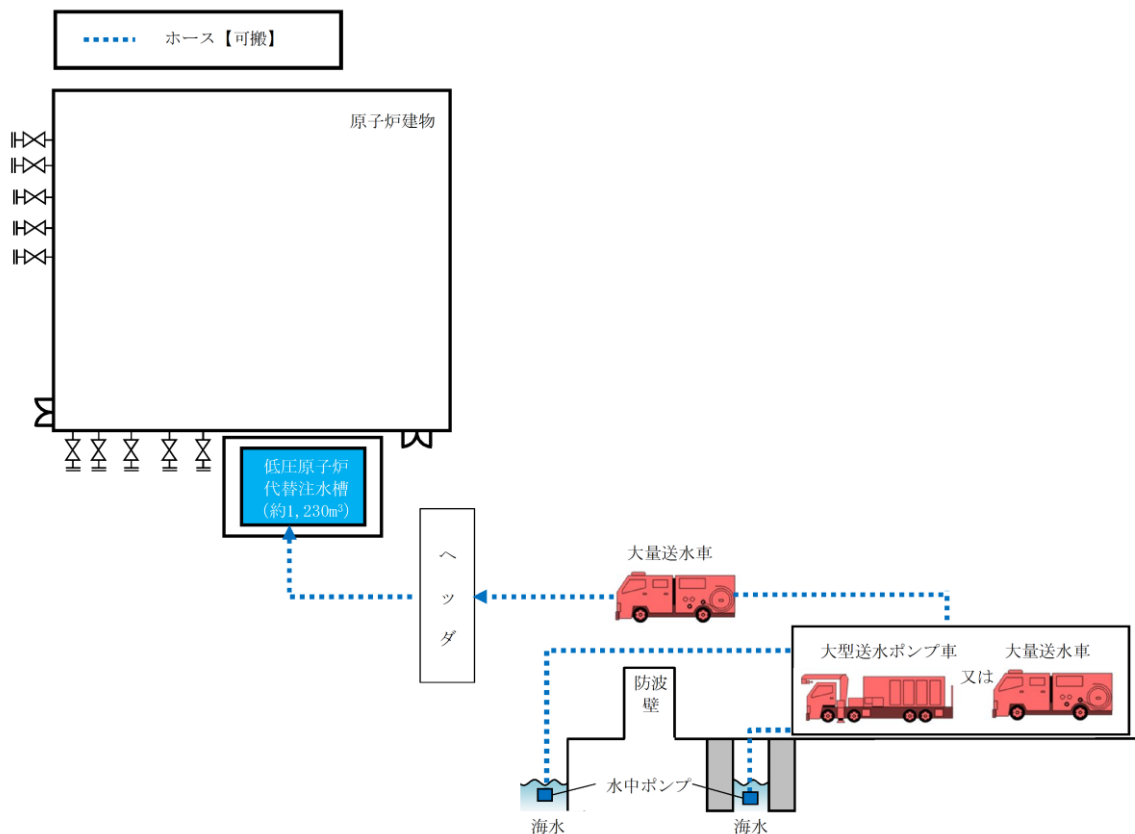 ホース【可搬】
原子炉建物
低圧原子炉
代替注水槽
(約1,230m³)
ヘッダ
大量送水車
大型送水ポンプ車
又は
大量送水車
防波
壁
水中ポンプ
海水
海水